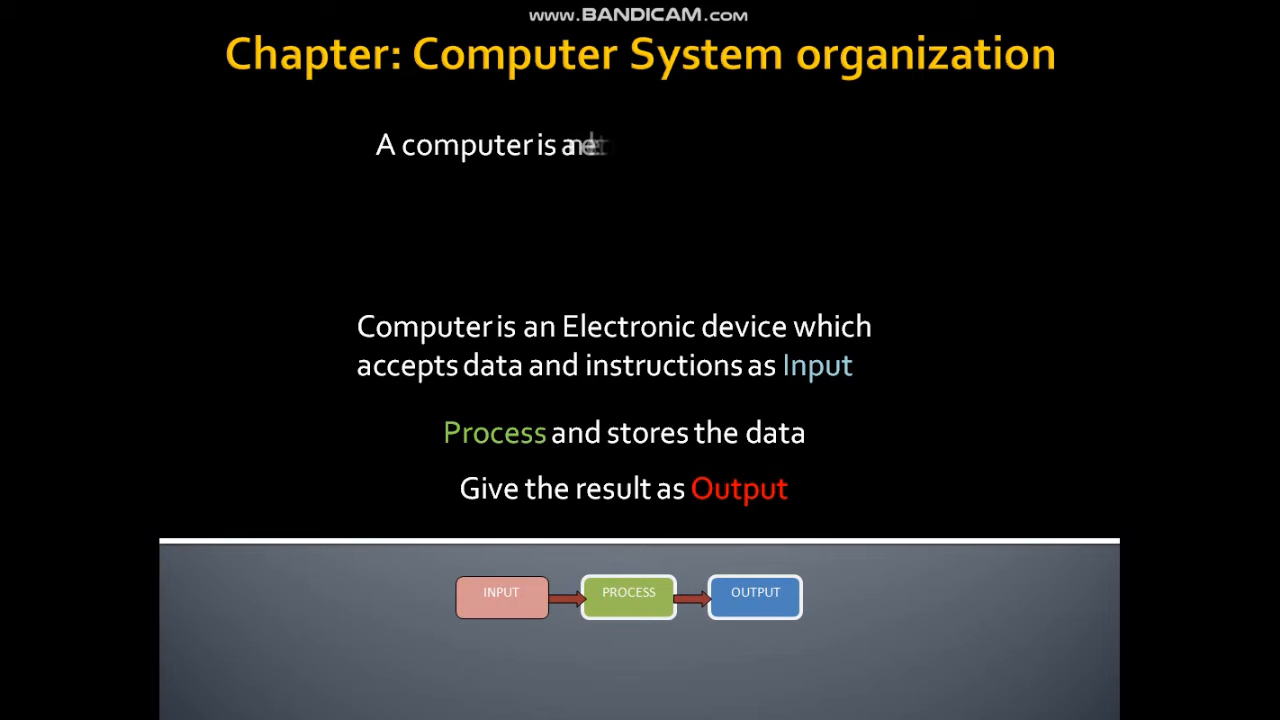 www.BANDICAM.com
Chapter: Computer System organization
A computer is an
Computer is an Electronic device which
accepts data and instructions as Input
Process and stores the data
Give the result as Output
INPUT
PROCESS
OUTPUT